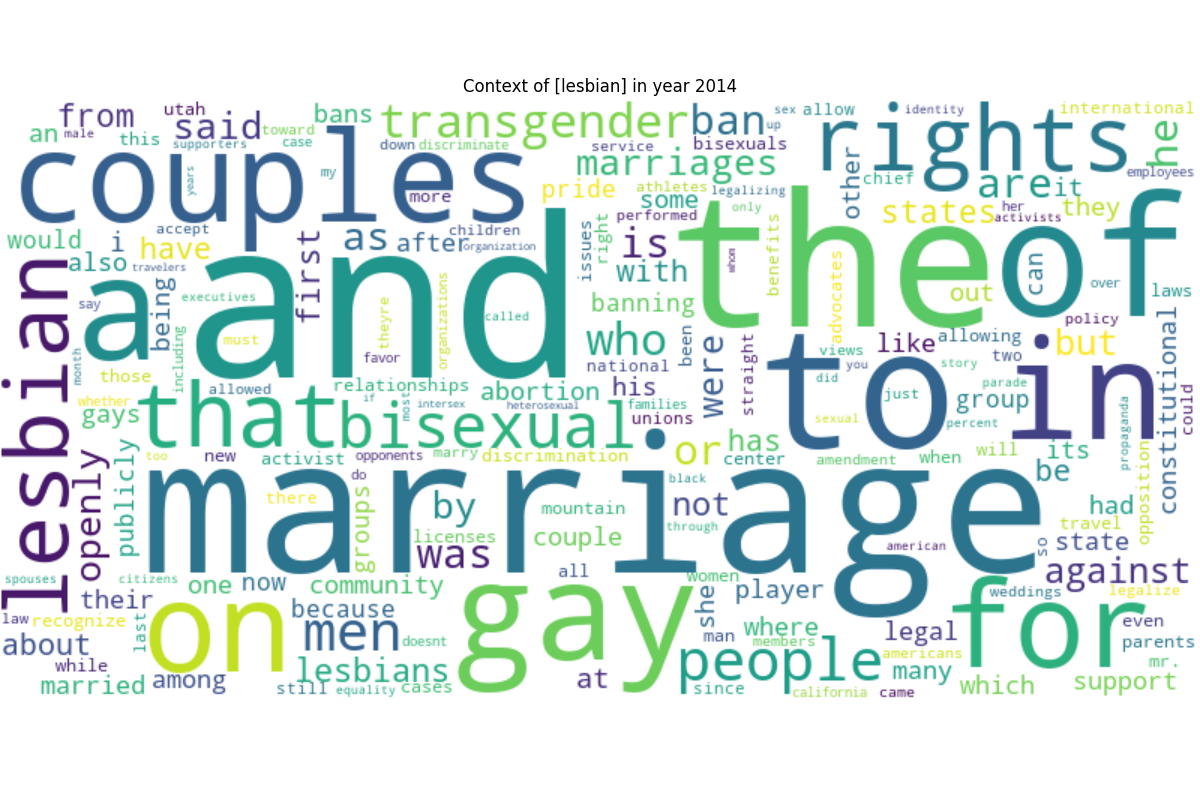 Context of [lesbian] in year 2014
from utah said toward bans transgender ban up sex allow identity international
an male this supporters case down discriminate service bisexuals rights he
couples years my more pride marriages athletes legalizing other chief are it employees
accept children some performed only states her activists they
would i have first as after organization issues right is whom benefits the of can
also travelers with advocates out over laws
lesbian a say being executives and theyre organizations called banning who national been were straight policy
must favor views like allowing but constitutional could
month those including allowed relationships abortion his did you story two to in
whether gays that if most intersex bisexual heterosexual families unions just parade group
sexual percent propaganda
openly publicly too new activist opponents marry discrimination or has center amendment when will its opposition
there do black be
marriage groups by licenses mountain not had
was couple through american travel so state
spouses citizens one now community all women against
law recognize their on because gay she player weddings legalize
about last men doesnt man where members legal for even parents
while among lesbians people americans many mr.
married still equality cases at since california came which support